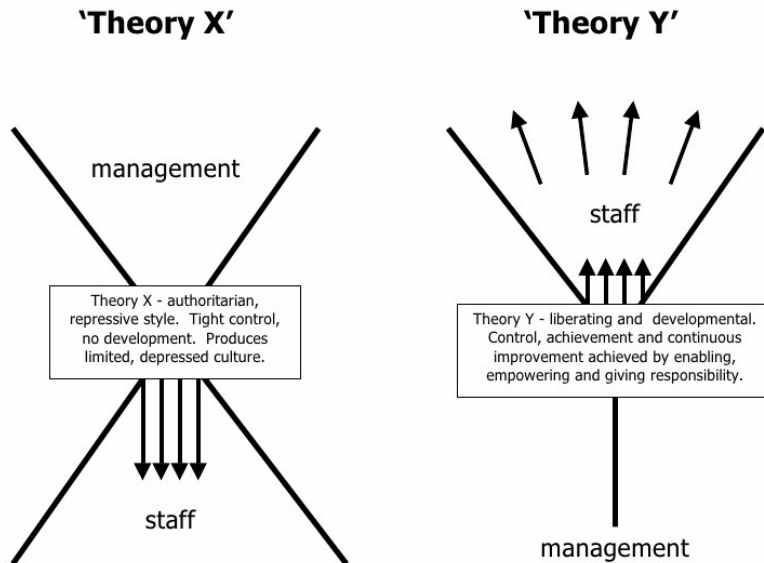 'Theory X'
management
Theory X - authoritarian,
repressive style. Tight control,
no development. Produces
limited, depressed culture.
staff
'Theory Y'
staff
Theory Y - liberating and developmental.
Control, achievement and continuous
improvement achieved by enabling,
empowering and giving responsibility.
management